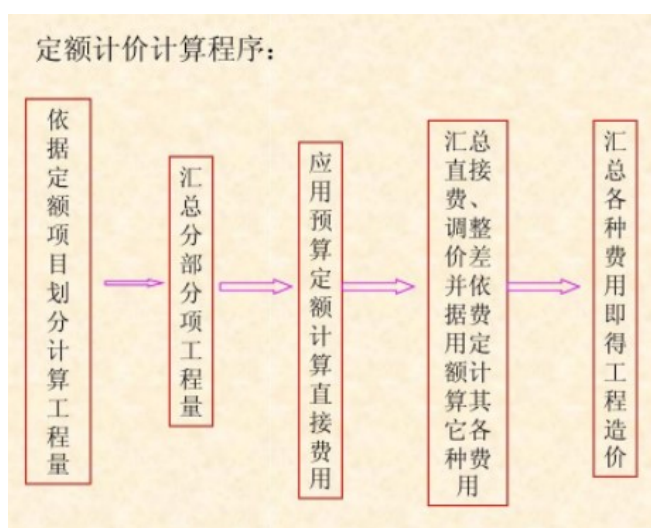 定额计价计算程序：
依据定额项目划分计算工程量
汇总分部分项工程量
应用预算定额计算直接费用
汇总直接费、调整价差并依据费用定额计算其它各种费用
汇总各种费用即得工程造价